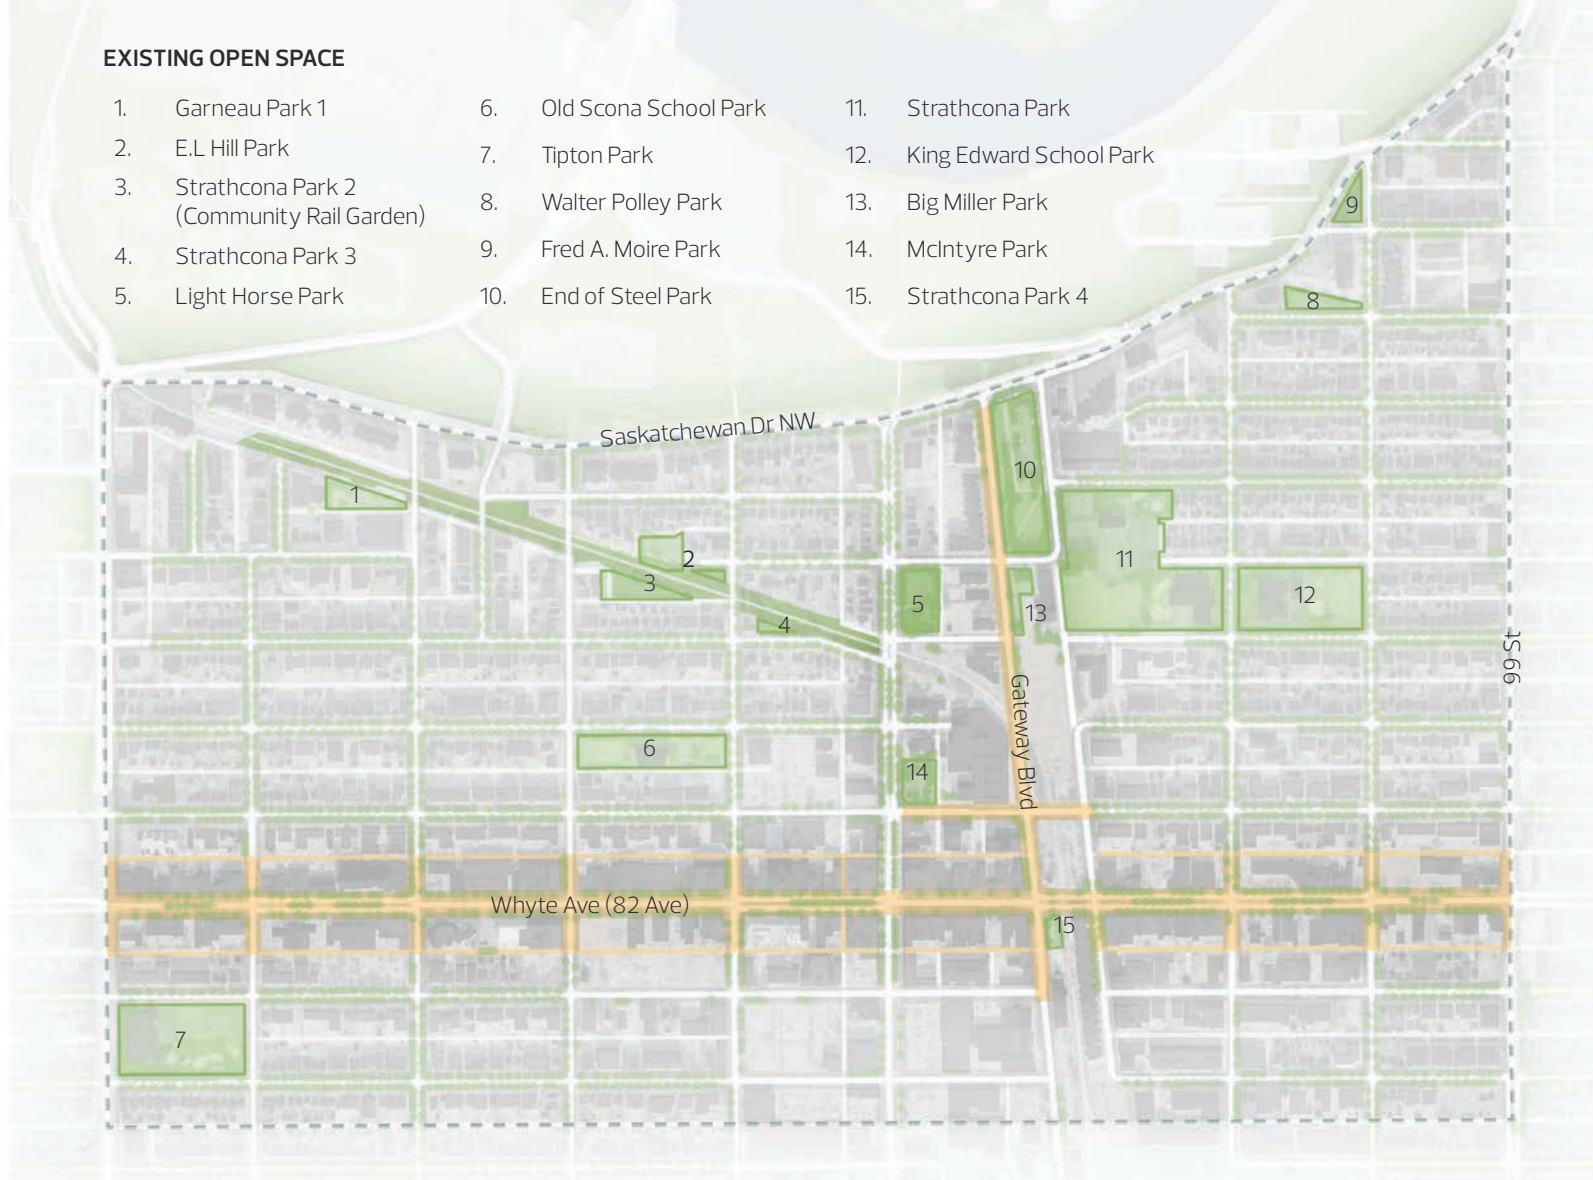 EXISTING OPEN SPACE
1. Garneau Park 1
2. E.L Hill Park
3. Strathcona Park 2
(Community Rail Garden)
4. Strathcona Park 3
5. Light Horse Park
6. Old Scona School Park
7. Tipton Park
8. Walter Polley Park
9. Fred A. Moire Park
10. End of Steel Park
11. Strathcona Park
12. King Edward School Park
13. Big Miller Park
14. McIntyre Park
15. Strathcona Park 4
9
8
Saskatchewan Dr NW
10
1
2
11
3
12
5
13
4
99 St
Gateway Blvd
6
14
Whyte Ave (82 Ave)
15
7